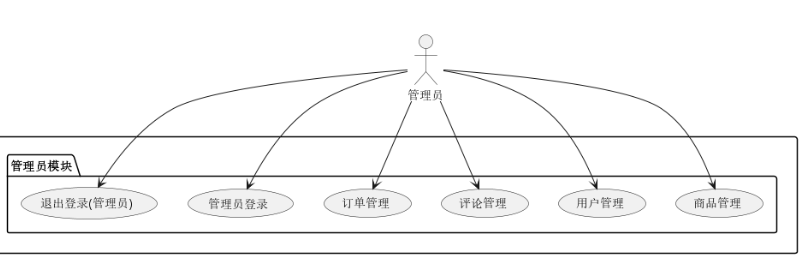 管理员
管理员模块
退出登录(管理员)
管理员登录
订单管理
评论管理
用户管理
商品管理